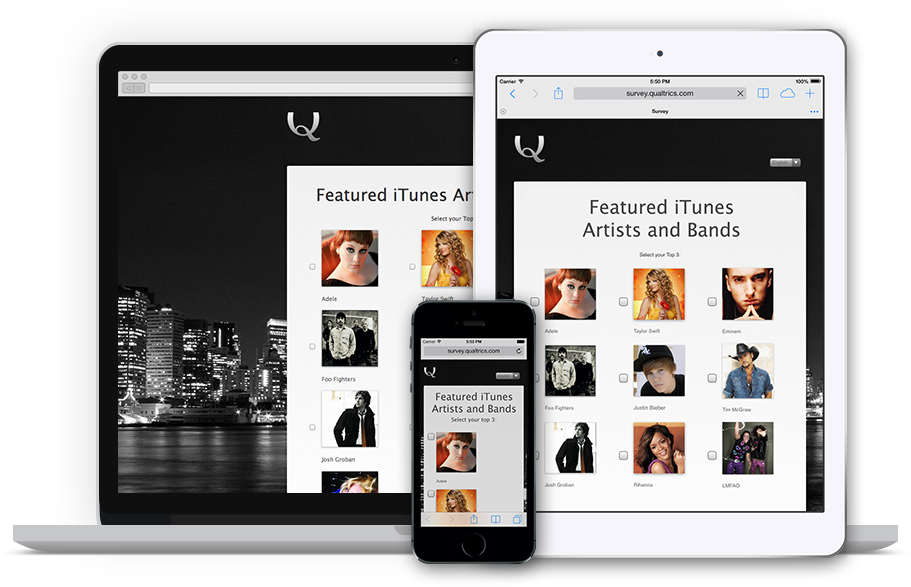 Featured iTunes Ar
Select your Top
Adele
Taylor Swift
Foo Fighters
Josh Groban
Carrier
5:50 PM
100%
survey.qualtrics.com
Survey
English
Featured iTunes
Artists and Bands
Select your Top 3:
Adele
Taylor Swift
Eminem
Foo Fighters
Justin Bieber
Tim McGraw
Josh Groban
Rihanna
LMFAO
Carrier
5:53 PM
survey.qualtrics.com
Featured iTunes
Artists and Bands
Select your top 3:
Adele